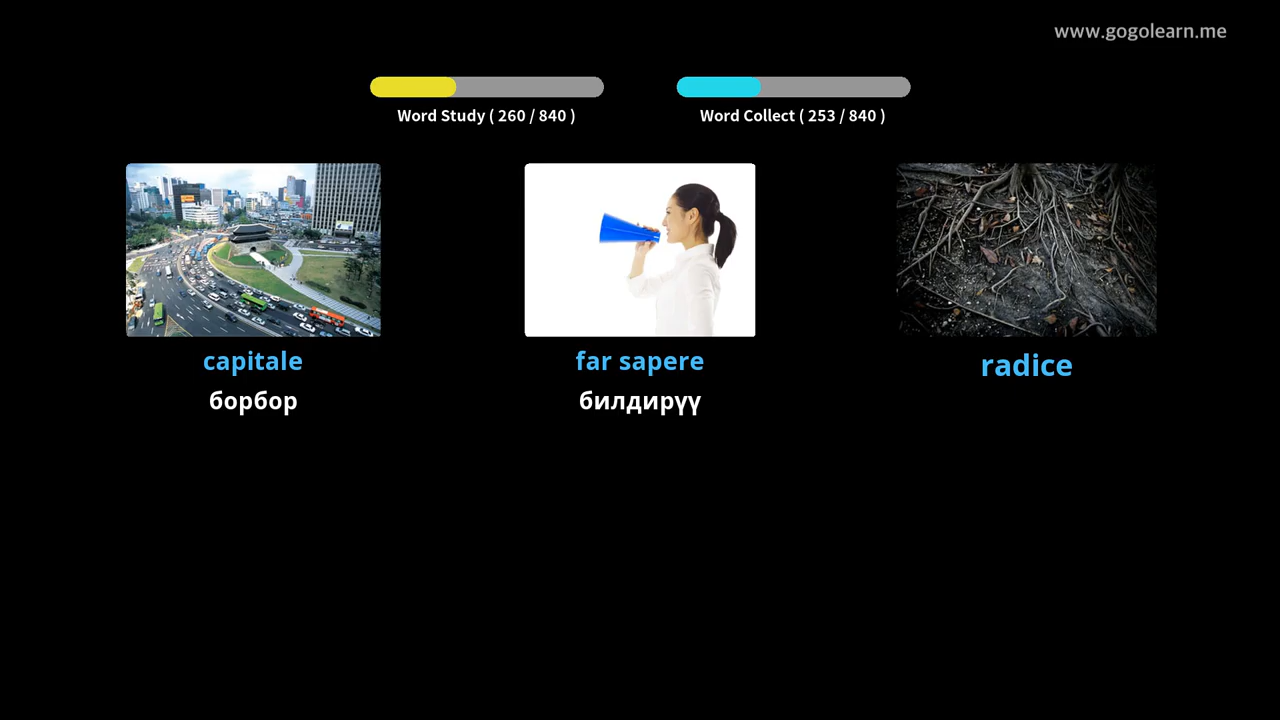 www.gogolearn.me
Word Study ( 260 / 840 )
Word Collect ( 253 / 840 )
capitale
борбор
far sapere
билдирүү
radice